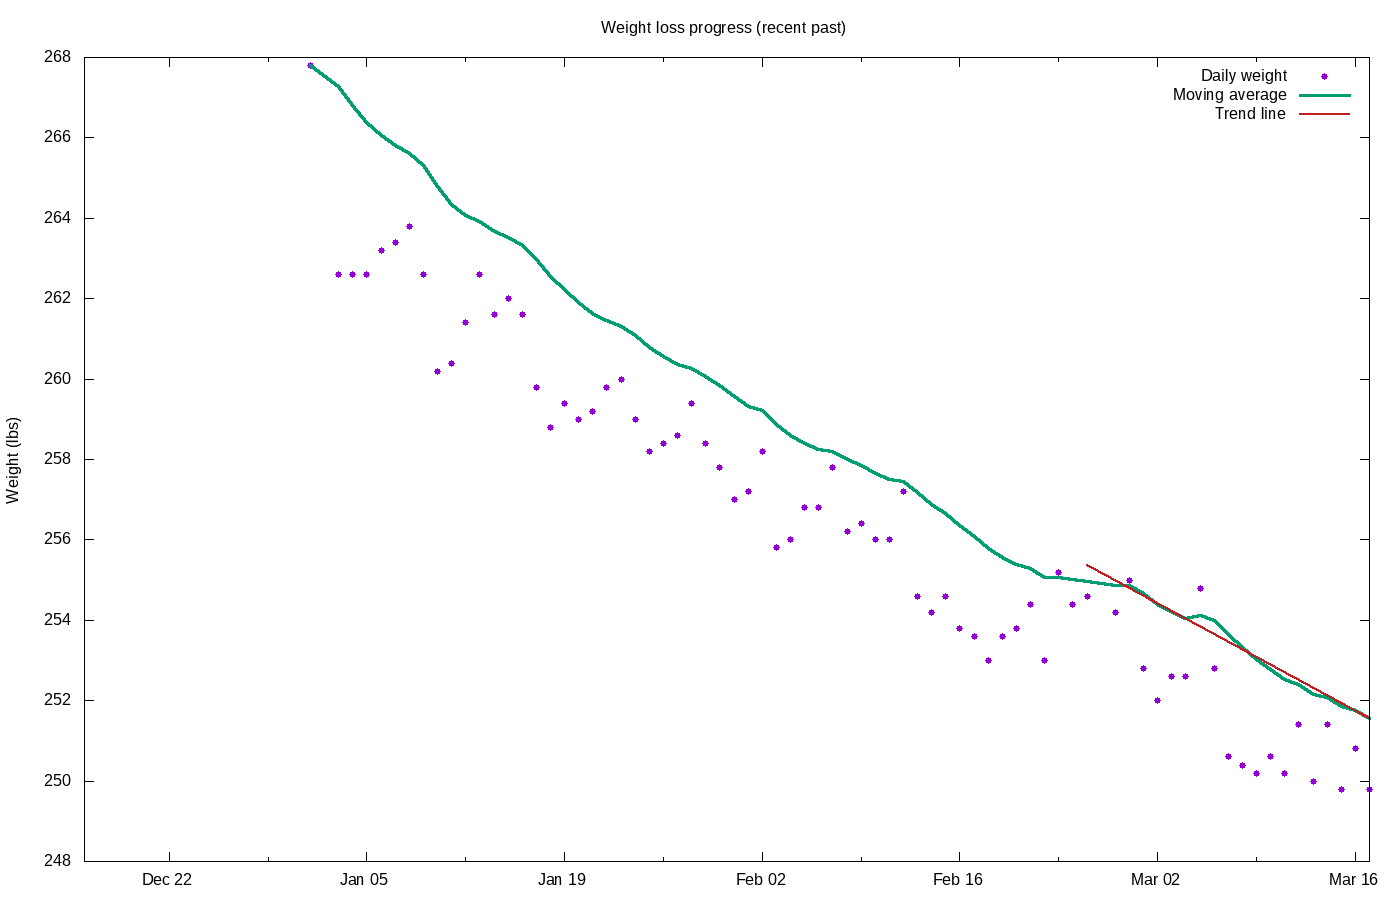 Weight loss progress (recent past)
268
266
264
262
260
258
256
254
252
250
248
Weight (lbs)
Daily weight
Moving average
Trend line
Dec 22
Jan 05
Jan 19
Feb 02
Feb 16
Mar 02
Mar 16